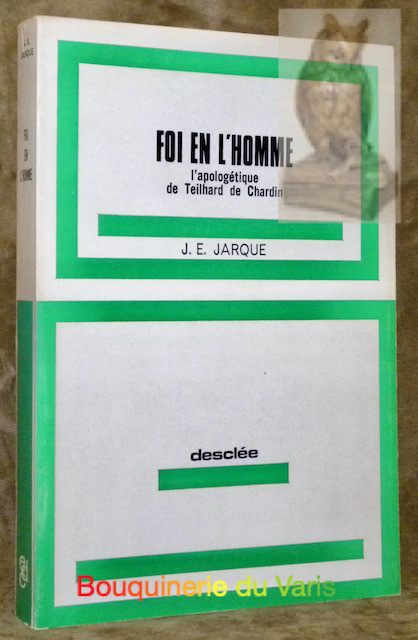 J. E.
JARQUE
FOI
EN
L'HOMME
FOI EN L'HOMME
l'apologétique
de Teilhard de Chardin
J. E. JARQUE
desclée
Bouquinerie du Varis